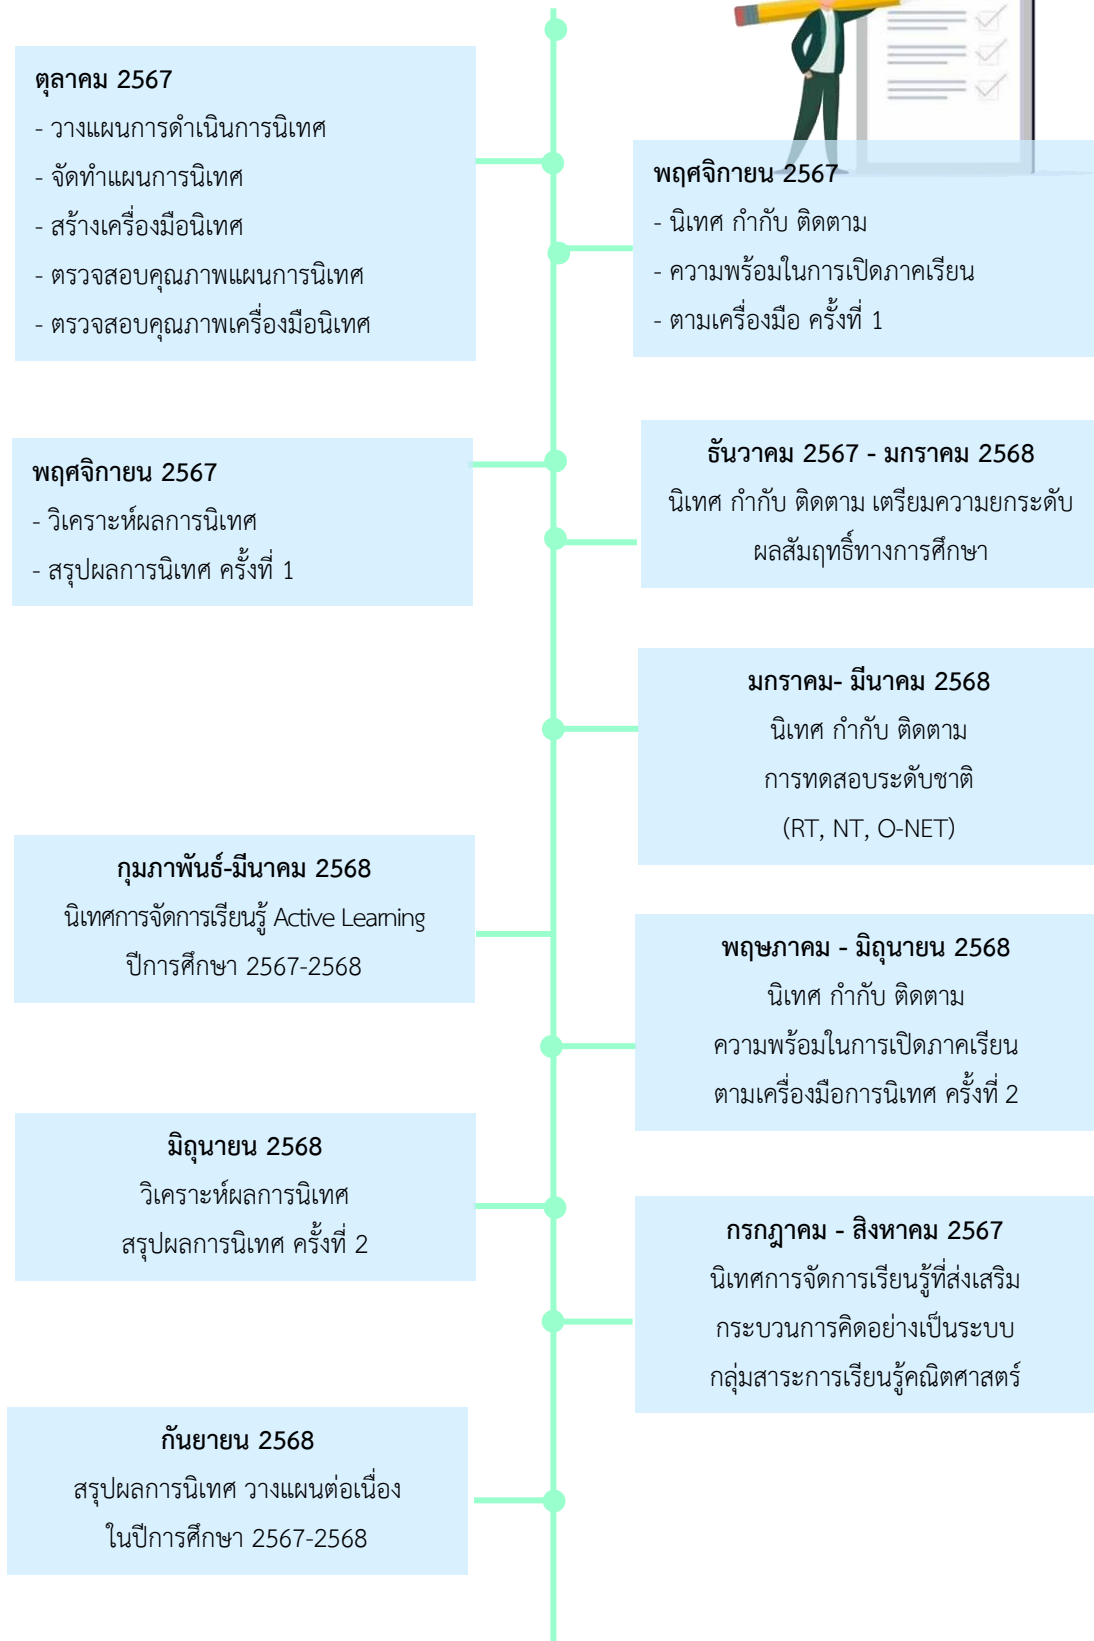 ตุลาคม 2567
- วางแผนการดำเนินการนิเทศ
- จัดทำแผนการนิเทศ
- สร้างเครื่องมือนิเทศ
- ตรวจสอบคุณภาพแผนการนิเทศ
- ตรวจสอบคุณภาพเครื่องมือนิเทศ
พฤศจิกายน 2567
- นิเทศ กำกับ ติดตาม
- ความพร้อมในการเปิดภาคเรียน
- ตามเครื่องมือ ครั้งที่ 1
พฤศจิกายน 2567
- วิเคราะห์ผลการนิเทศ
- สรุปผลการนิเทศ ครั้งที่ 1
ธันวาคม 2567 - มกราคม 2568
นิเทศ กำกับ ติดตาม เตรียมความยกระดับ
ผลสัมฤทธิ์ทางการศึกษา
มกราคม- มีนาคม 2568
นิเทศ กำกับ ติดตาม
การทดสอบระดับชาติ
(RT, NT, O-NET)
กุมภาพันธ์-มีนาคม 2568
นิเทศการจัดการเรียนรู้ Active Learning
ปีการศึกษา 2567-2568
พฤษภาคม - มิถุนายน 2568
นิเทศ กำกับ ติดตาม
ความพร้อมในการเปิดภาคเรียน
ตามเครื่องมือการนิเทศ ครั้งที่ 2
มิถุนายน 2568
วิเคราะห์ผลการนิเทศ
สรุปผลการนิเทศ ครั้งที่ 2
กรกฎาคม - สิงหาคม 2567
นิเทศการจัดการเรียนรู้ที่ส่งเสริม
กระบวนการคิดอย่างเป็นระบบ
กลุ่มสาระการเรียนรู้คณิตศาสตร์
กันยายน 2568
สรุปผลการนิเทศ วางแผนต่อเนื่อง
ในปีการศึกษา 2567-2568